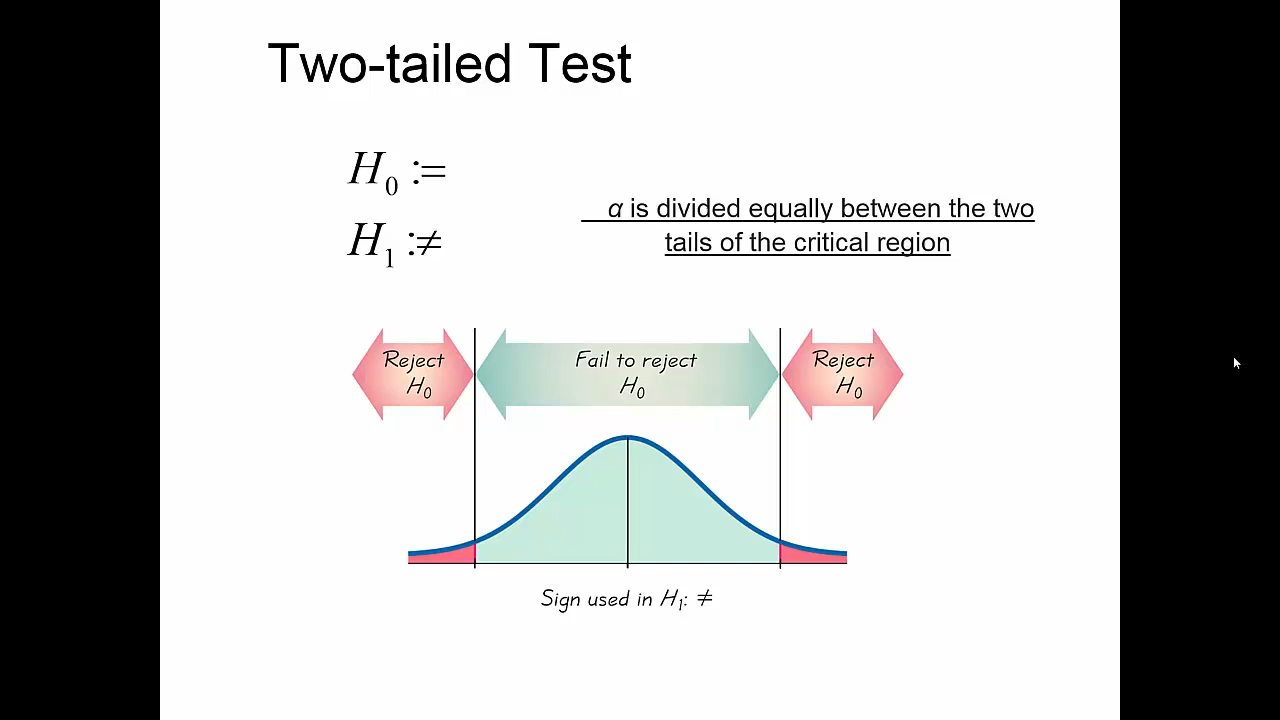 Two-tailed Test
H₀ :=
H₁ :≠
α is divided equally between the two
tails of the critical region
Reject
H₀
Fail to reject
H₀
Reject
H₀
Sign used in H₁: ≠